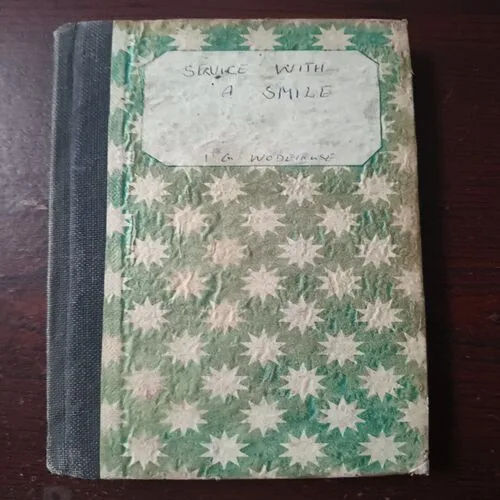 SERVICE WITH
A SMILE
P G WODEHOUSE